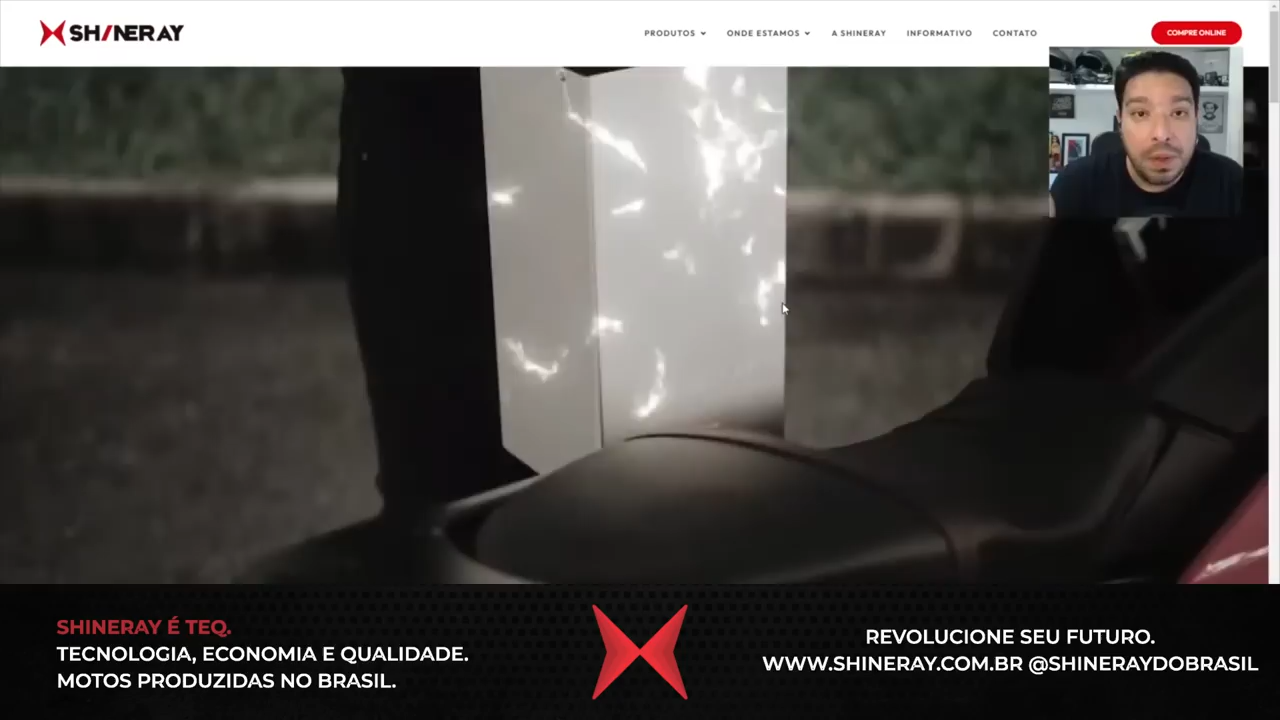 SHINERAY
PRODUTOS
ONDE ESTAMOS
A SHINERAY
INFORMATIVO
CONTATO
COMPRE ONLINE
SHINERAY É TEQ.
TECNOLOGIA, ECONOMIA E QUALIDADE.
MOTOS PRODUZIDAS NO BRASIL.
REVOLUCIONE SEU FUTURO.
WWW.SHINERAY.COM.BR @SHINERAYDOBRASIL